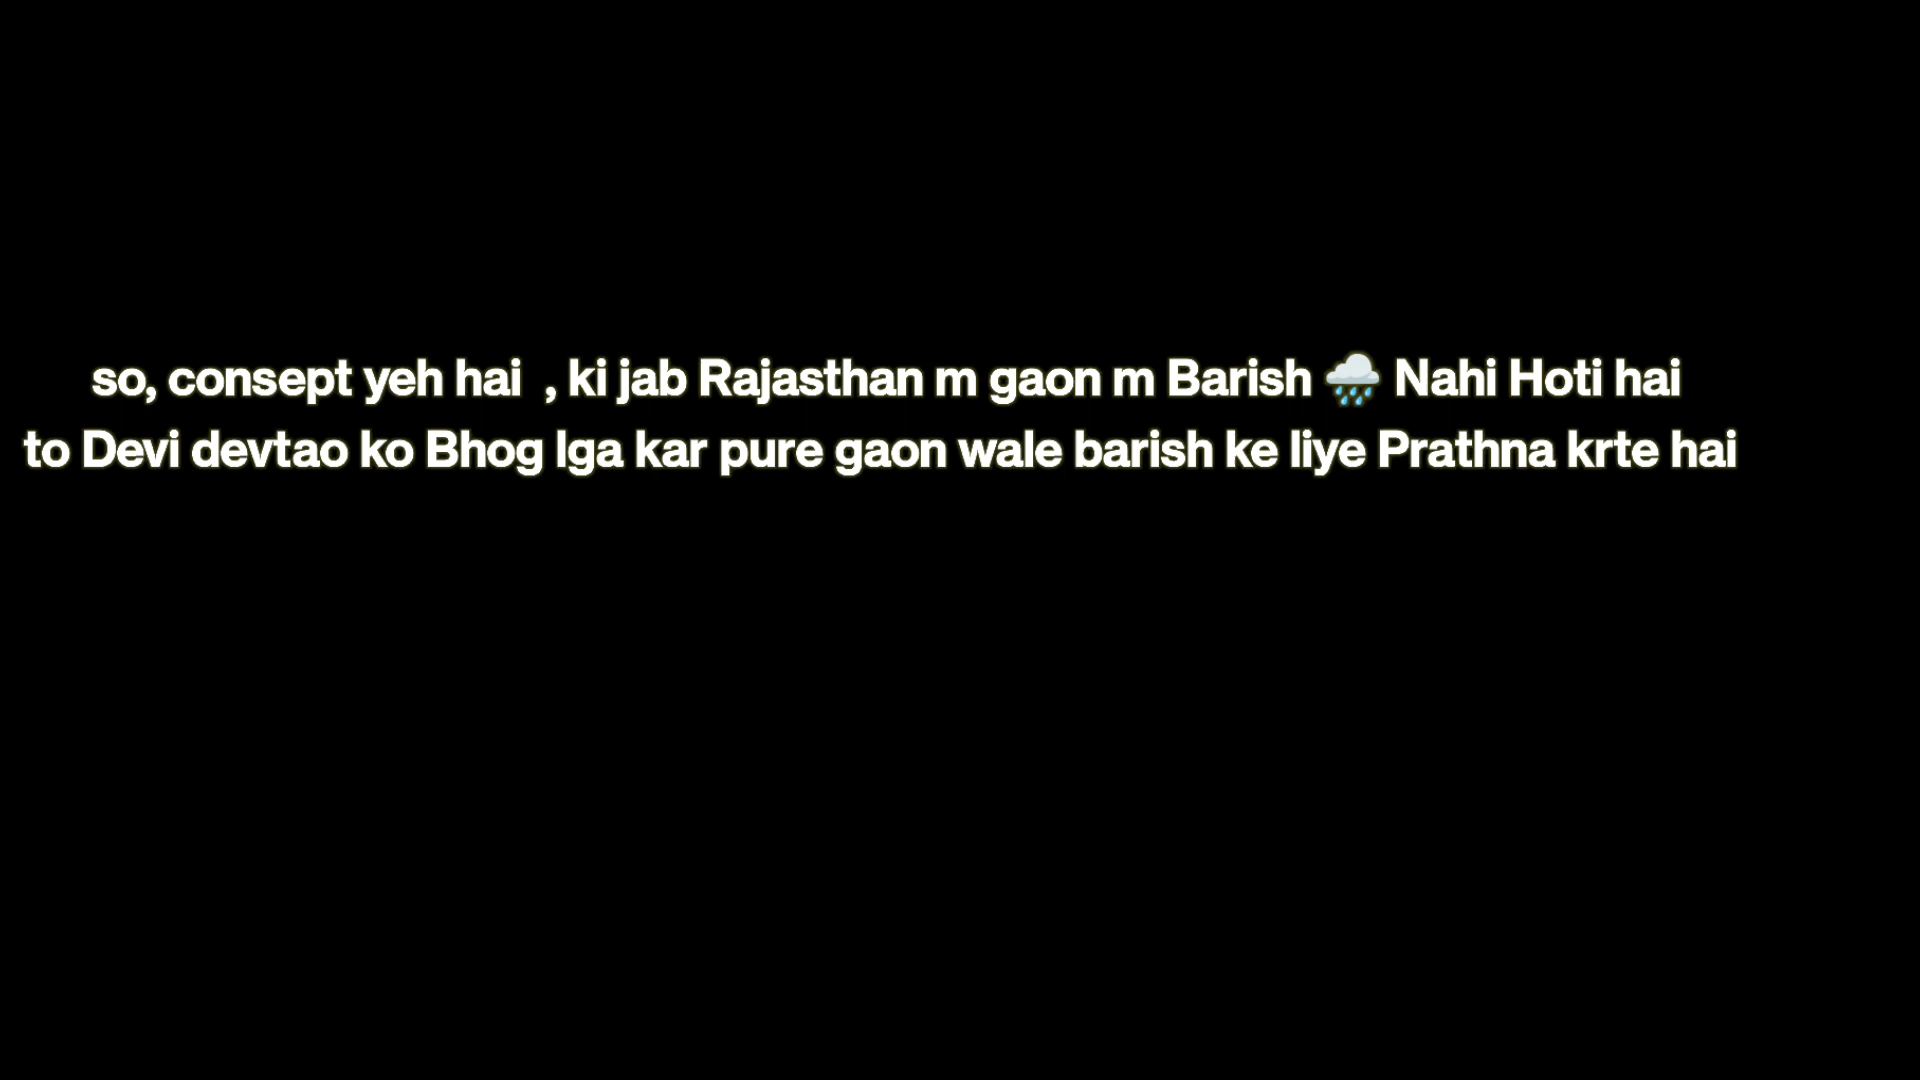 so, consept yeh hai  , ki jab Rajasthan m gaon m Barish 🌧️ Nahi Hoti hai
to Devi devtao ko Bhog lga kar pure gaon wale barish ke liye Prathna krte hai